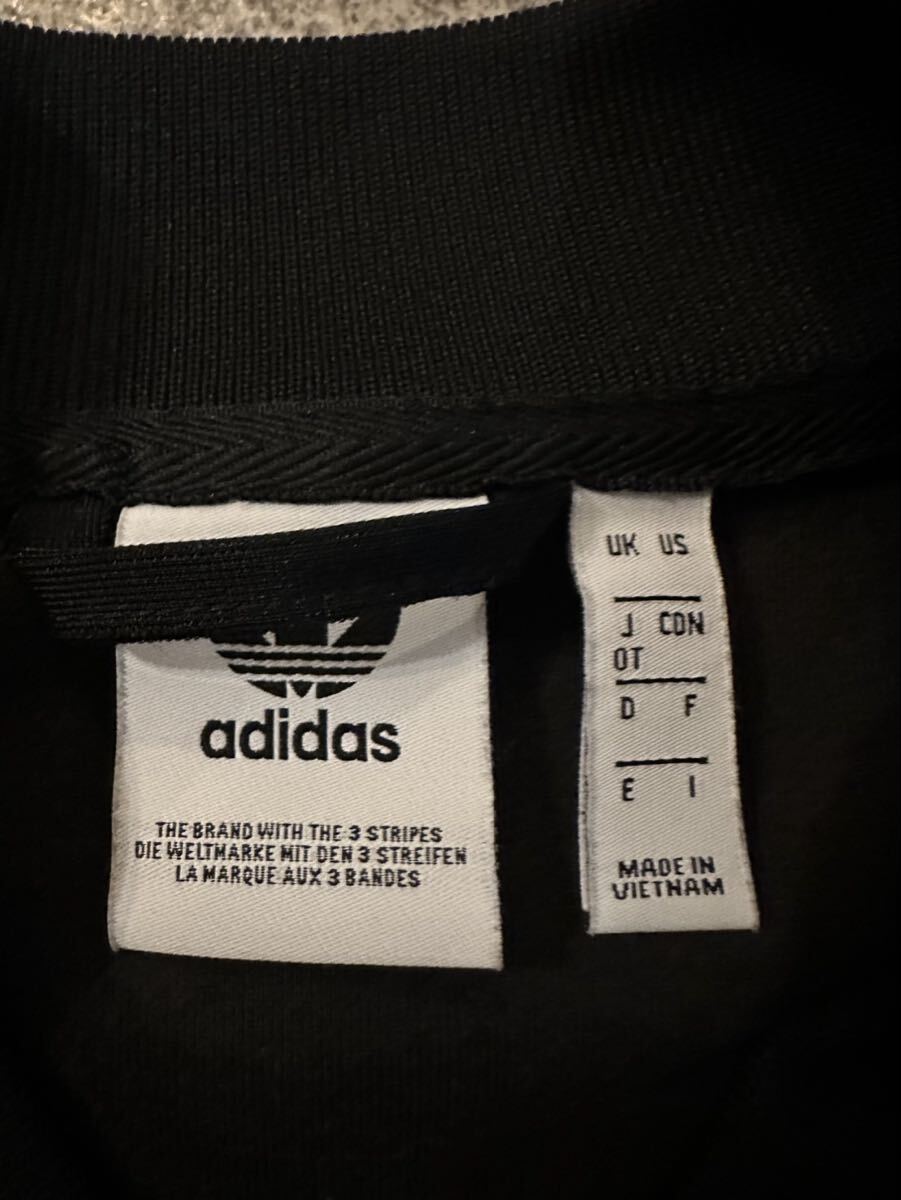 adidas
THE BRAND WITH THE 3 STRIPES
DIE WELTMARKE MIT DEN 3 STREIFEN
LA MARQUE AUX 3 BANDES
UK US
J CDN
OT
D F
E I
MADE IN
VIETNAM